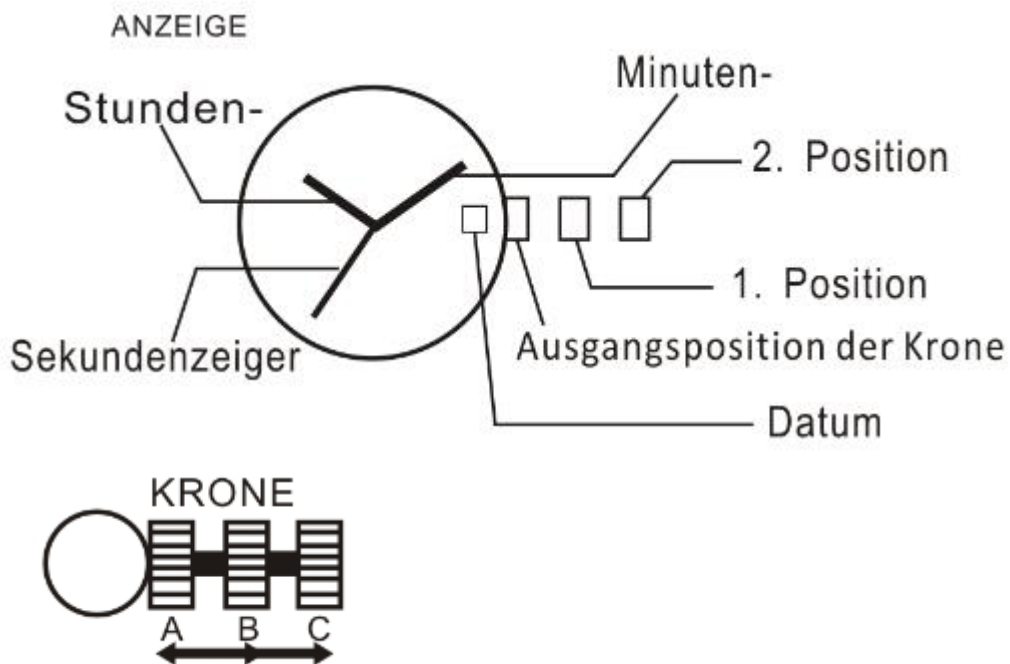 ANZEIGE
Minuten-
Stunden-
2. Position
1. Position
Sekundenzeiger
Ausgangsposition der Krone
Datum
KRONE
A B C